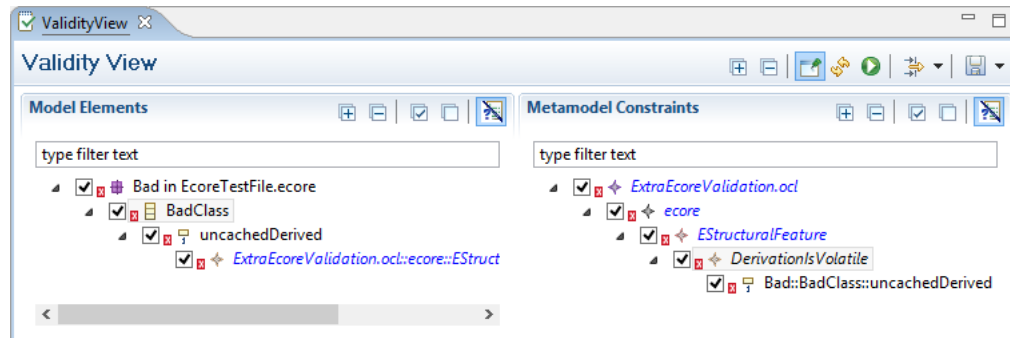 ValidityView
Validity View
Model Elements
type filter text
Bad in EcoreTestFile.ecore
BadClass
uncachedDerived
ExtraEcoreValidation.ocl::ecore::EStruct
Metamodel Constraints
type filter text
ExtraEcoreValidation.ocl
ecore
EStructuralFeature
DerivationIsVolatile
Bad::BadClass::uncachedDerived